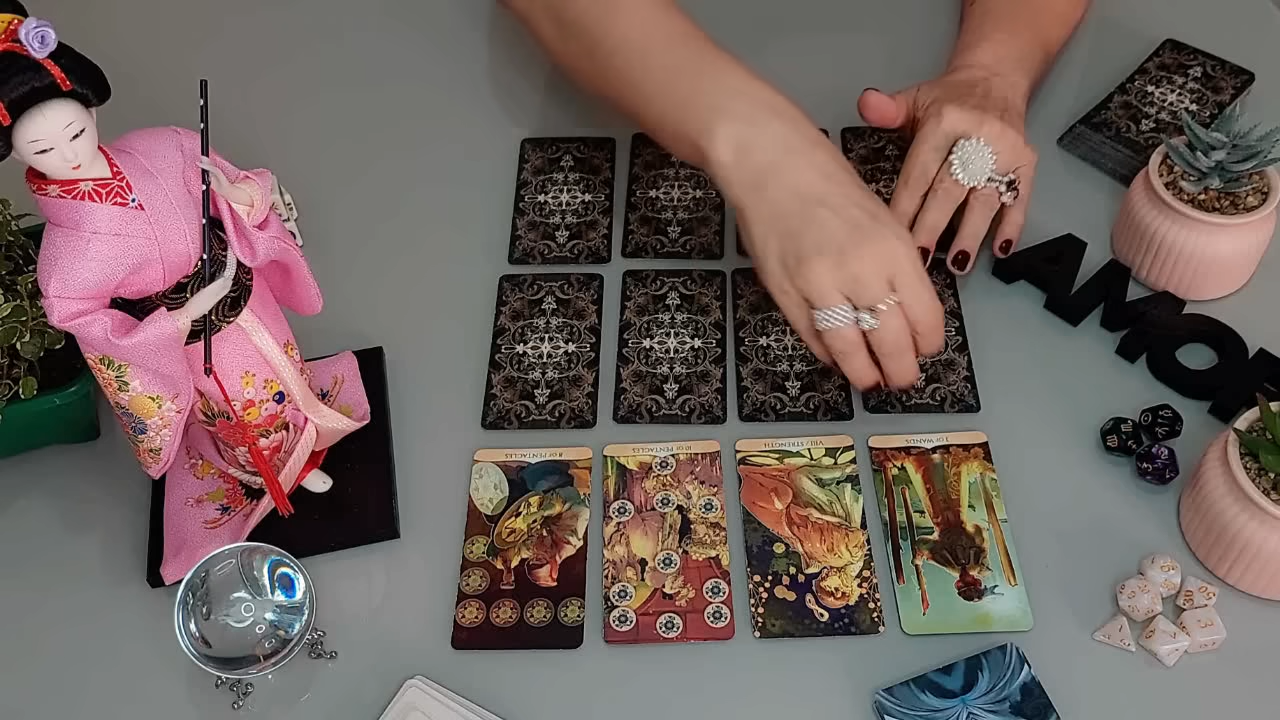 8 OF PENTACLES
10 OF PENTACLES
VIII / STRENGTH
3 OF WANDS
AMOR